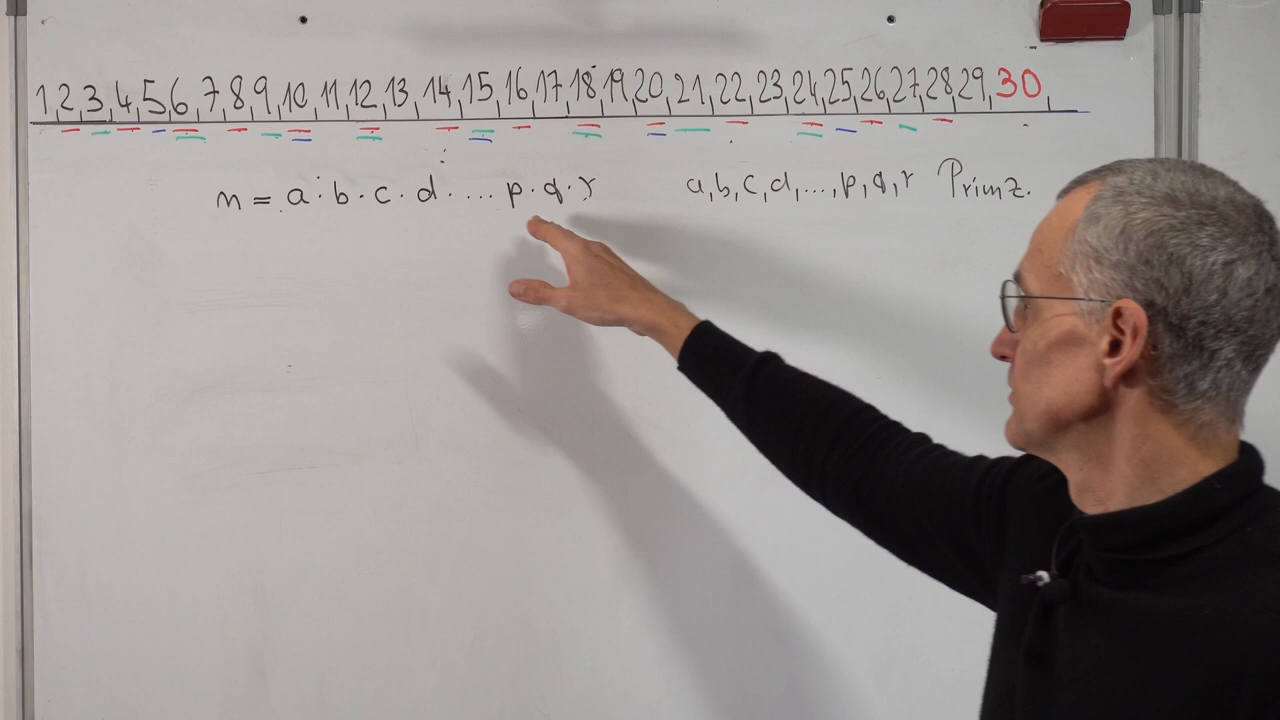 1, 2, 3, 4, 5, 6, 7, 8, 9, 10, 11, 12, 13, 14, 15, 16, 17, 18, 19, 20, 21, 22, 23, 24, 25, 26, 27, 28, 29, 30,
n = a · b · c · d · ... p · q · r a, b, c, d, ..., p, q, r Primz.